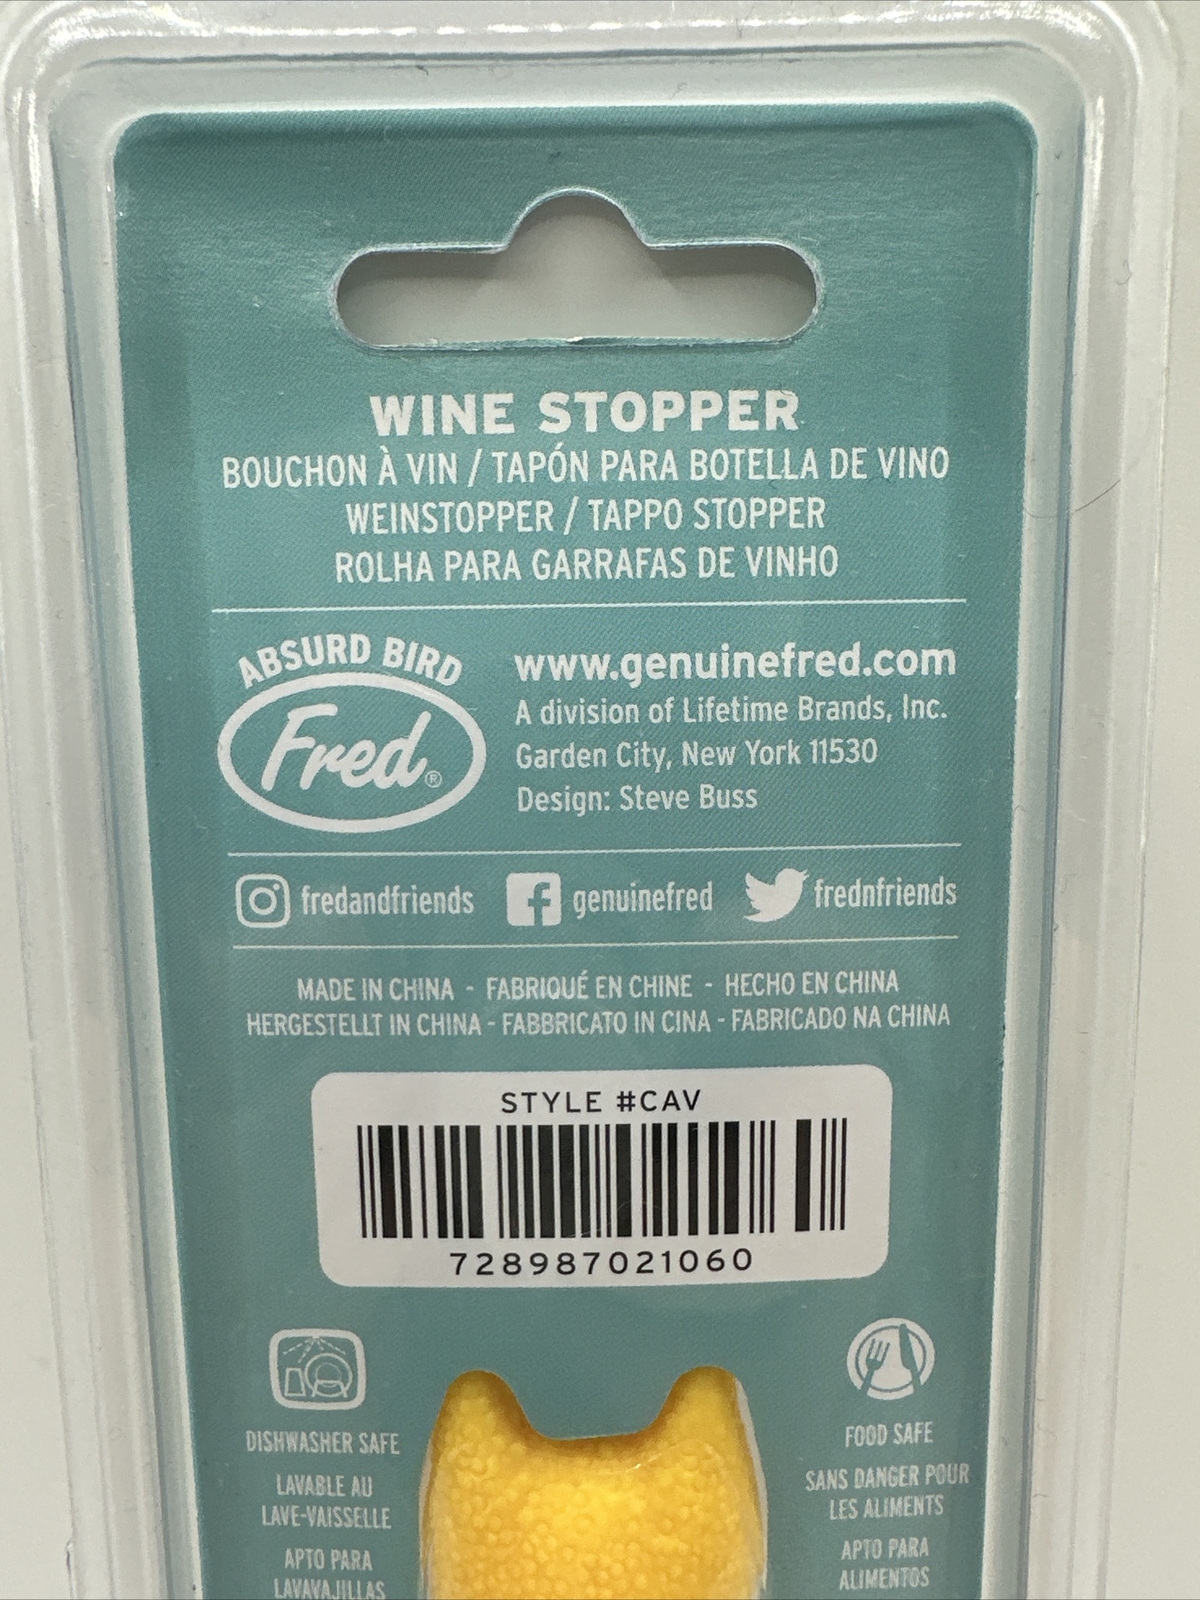 WINE STOPPER
BOUCHON À VIN / TAPÓN PARA BOTELLA DE VINO
WEINSTOPPER / TAPPO STOPPER
ROLHA PARA GARRAFAS DE VINHO
ABSURD BIRD
Fred®
www.genuinefred.com
A division of Lifetime Brands, Inc.
Garden City, New York 11530
Design: Steve Buss
fredandfriends
genuinefred
frednfriends
MADE IN CHINA - FABRIQUÉ EN CHINE - HECHO EN CHINA
HERGESTELLT IN CHINA - FABBRICATO IN CINA - FABRICADO NA CHINA
STYLE #CAV
728987021060
DISHWASHER SAFE
LAVABLE AU
LAVE-VAISSELLE
APTO PARA
LAVAVAJILLAS
FOOD SAFE
SANS DANGER POUR
LES ALIMENTS
APTO PARA
ALIMENTOS